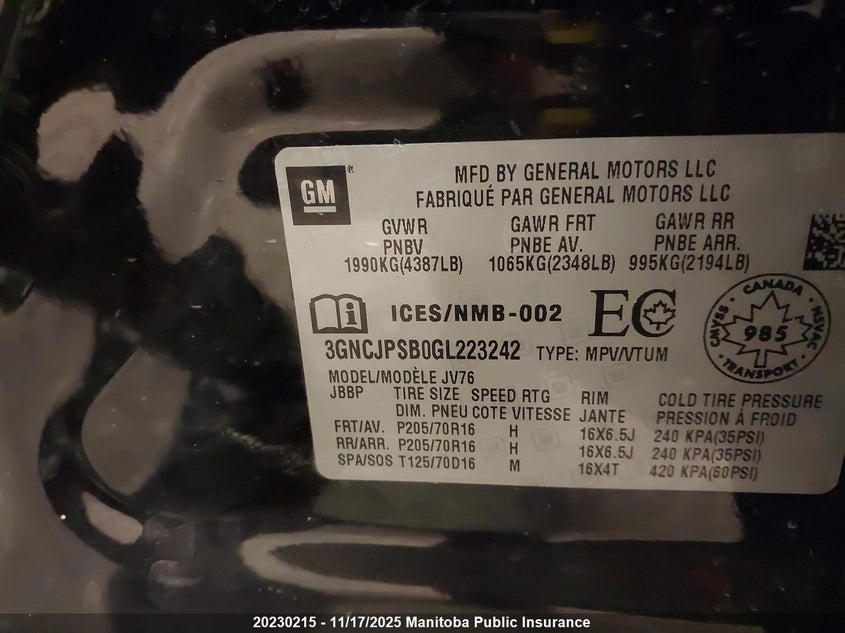 GM
MFD BY GENERAL MOTORS LLC
FABRIQUÉ PAR GENERAL MOTORS LLC
GVWR GAWR FRT GAWR RR
PNBV PNBE AV. PNBE ARR.
1990KG(4387LB) 1065KG(2348LB) 995KG(2194LB)
ICES/NMB-002 EC
CANADA
CMVSS 985 NSVAC
TRANSPORT
3GNCJPSB0GL223242 TYPE: MPV/VTUM
MODEL/MODÈLE JV76
JBBP TIRE SIZE SPEED RTG RIM COLD TIRE PRESSURE
DIM. PNEU COTE VITESSE JANTE PRESSION À FROID
FRT/AV. P205/70R16 H 16X6.5J 240 KPA(35PSI)
RR/ARR. P205/70R16 H 16X6.5J 240 KPA(35PSI)
SPA/SOS T125/70D16 M 16X4T 420 KPA(60PSI)
20230215 - 11/17/2025 Manitoba Public Insurance